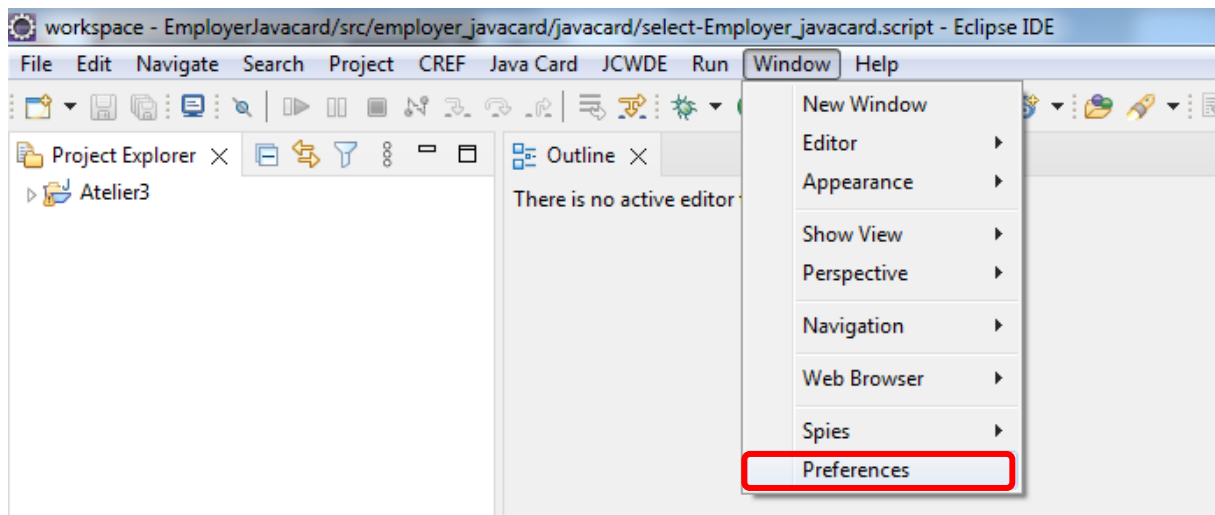 workspace - EmployerJavacard/src/employer_javacard/javacard/select-Employer_javacard.script - Eclipse IDE
File Edit Navigate Search Project CREF Java Card JCWDE Run Window Help
Project Explorer
Outline
Atelier3
There is no active editor
New Window
Editor
Appearance
Show View
Perspective
Navigation
Web Browser
Spies
Preferences